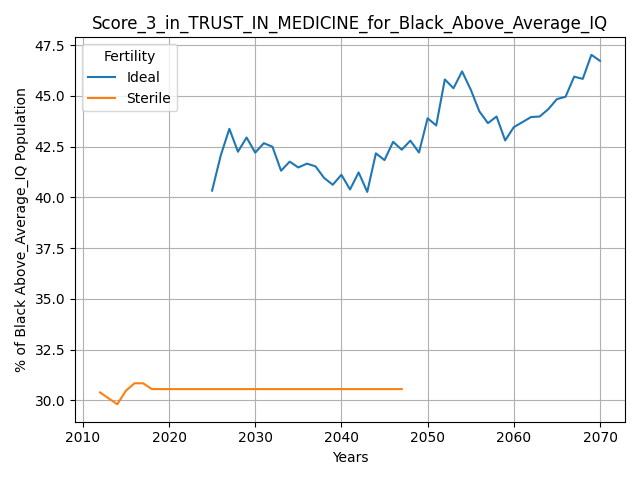 Score_3_in_TRUST_IN_MEDICINE_for_Black_Above_Average_IQ
% of Black Above_Average_IQ Population
47.5
45.0
42.5
40.0
37.5
35.0
32.5
30.0
Fertility
Ideal
Sterile
2010 2020 2030 2040 2050 2060 2070
Years